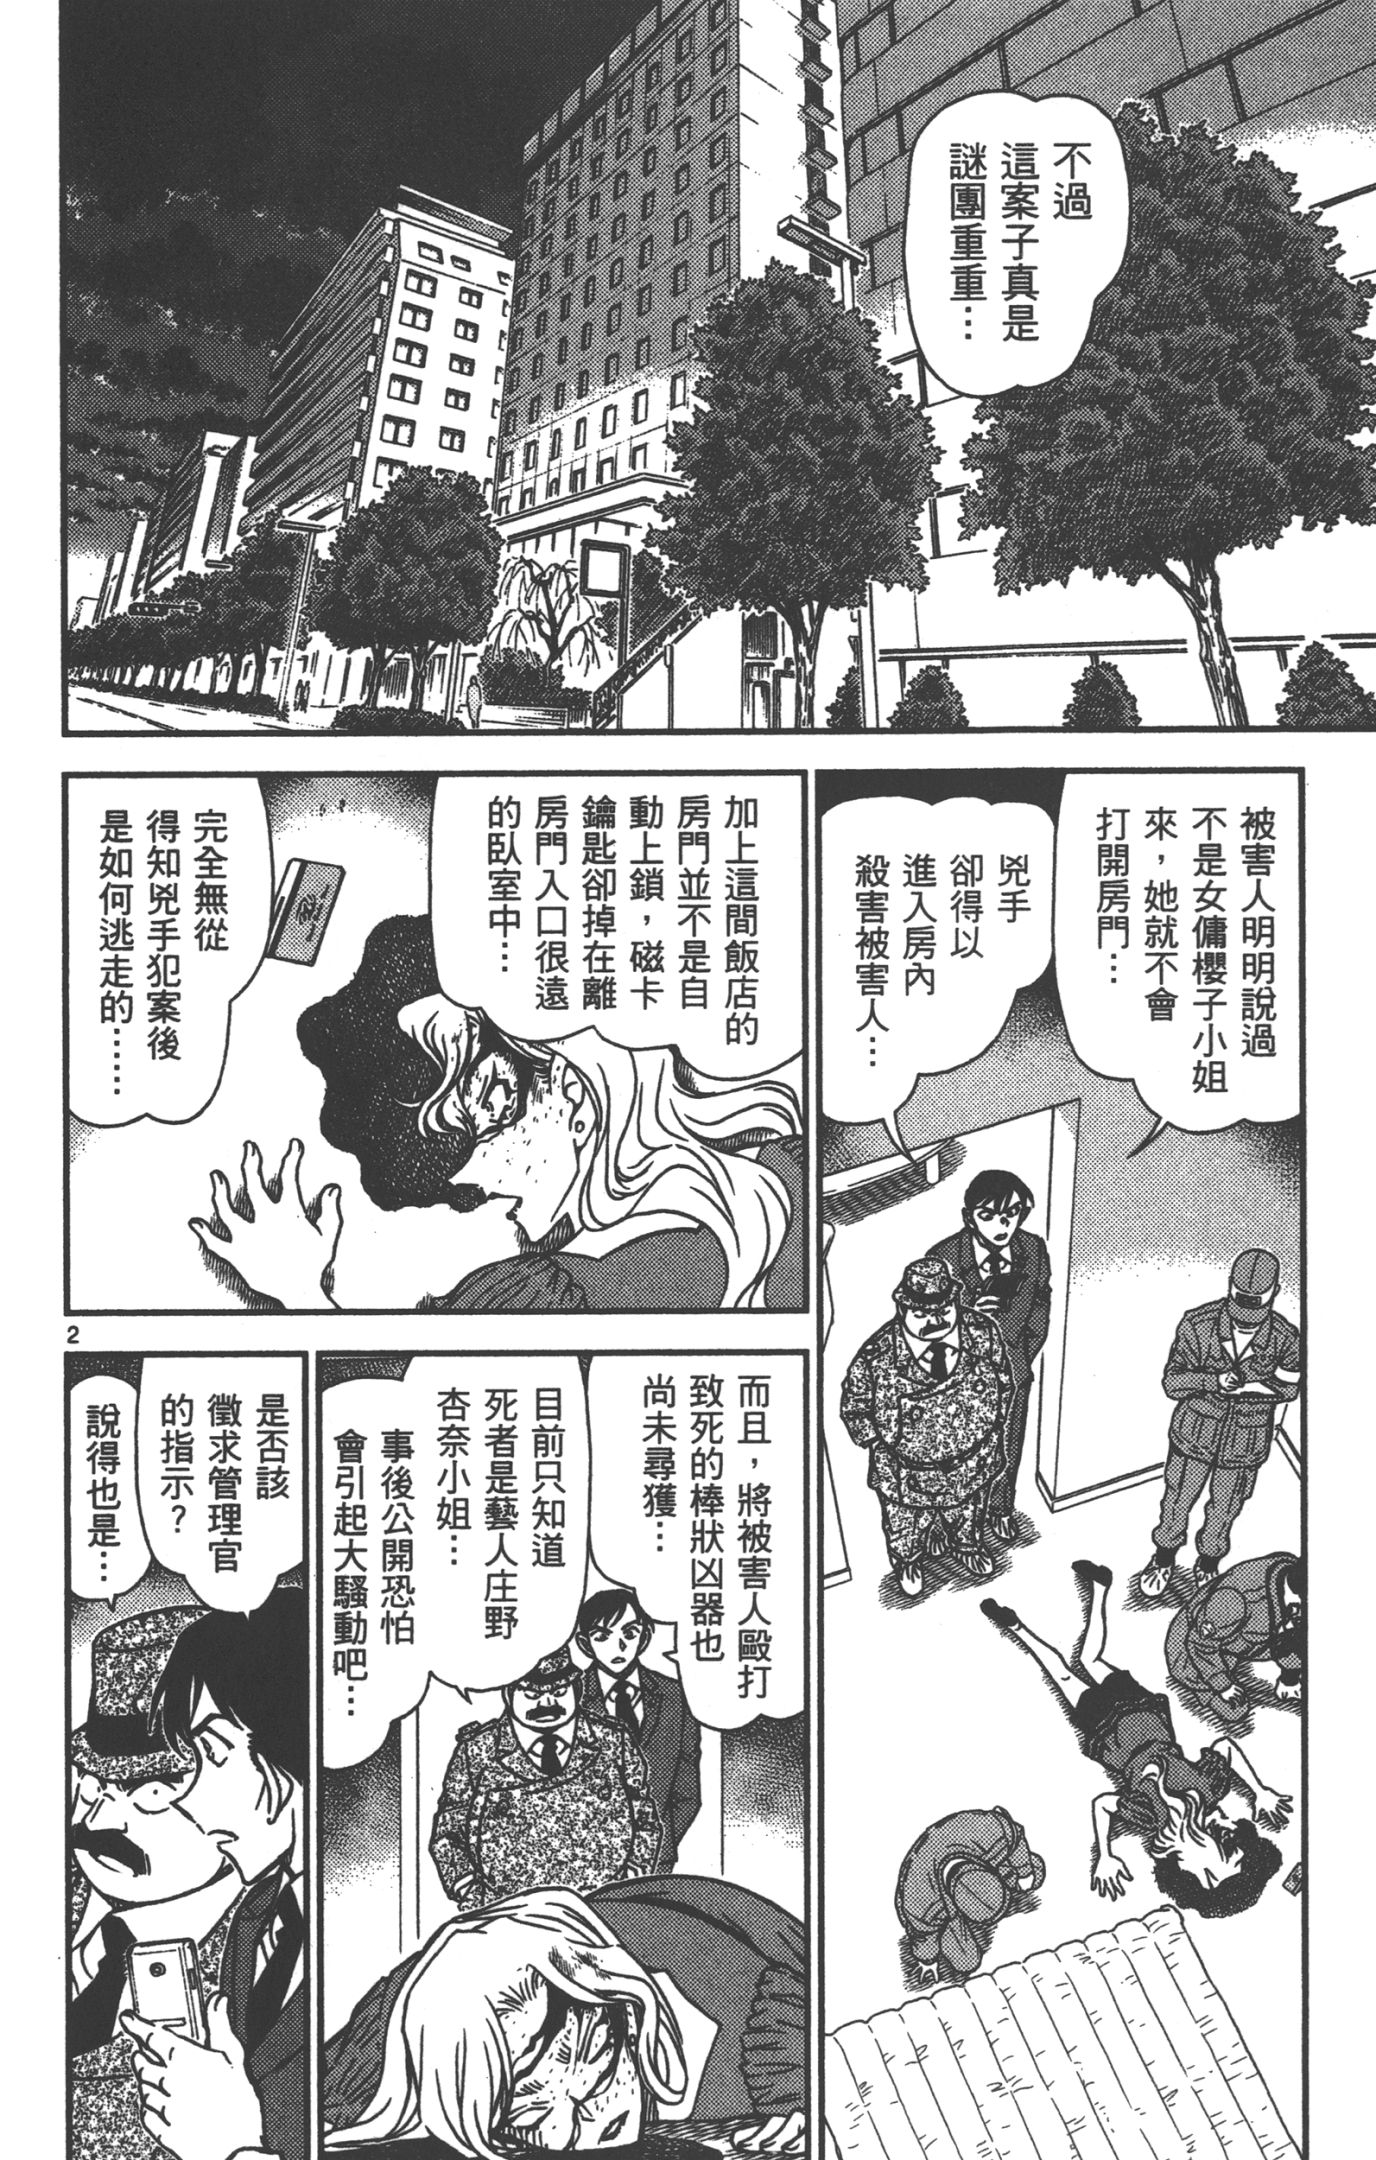 不過
這案子真是
謎團重重…
被害人明明說過
不是女傭櫻子小姐
來，她就不會
打開房門…
兇手
卻得以
進入房內
殺害被害人…
加上這間飯店的
房門並不是自
動上鎖，磁卡
鑰匙卻掉在離
房門入口很遠
的臥室中…
完全無從
得知兇手犯案後
是如何逃走的……
而且，將被害人毆打
致死的棒狀凶器也
尚未尋獲…
目前只知道
死者是藝人庄野
杏奈小姐…
事後公開恐怕
會引起大騷動吧…
是否該
徵求管理官
的指示？
說得也是…
2